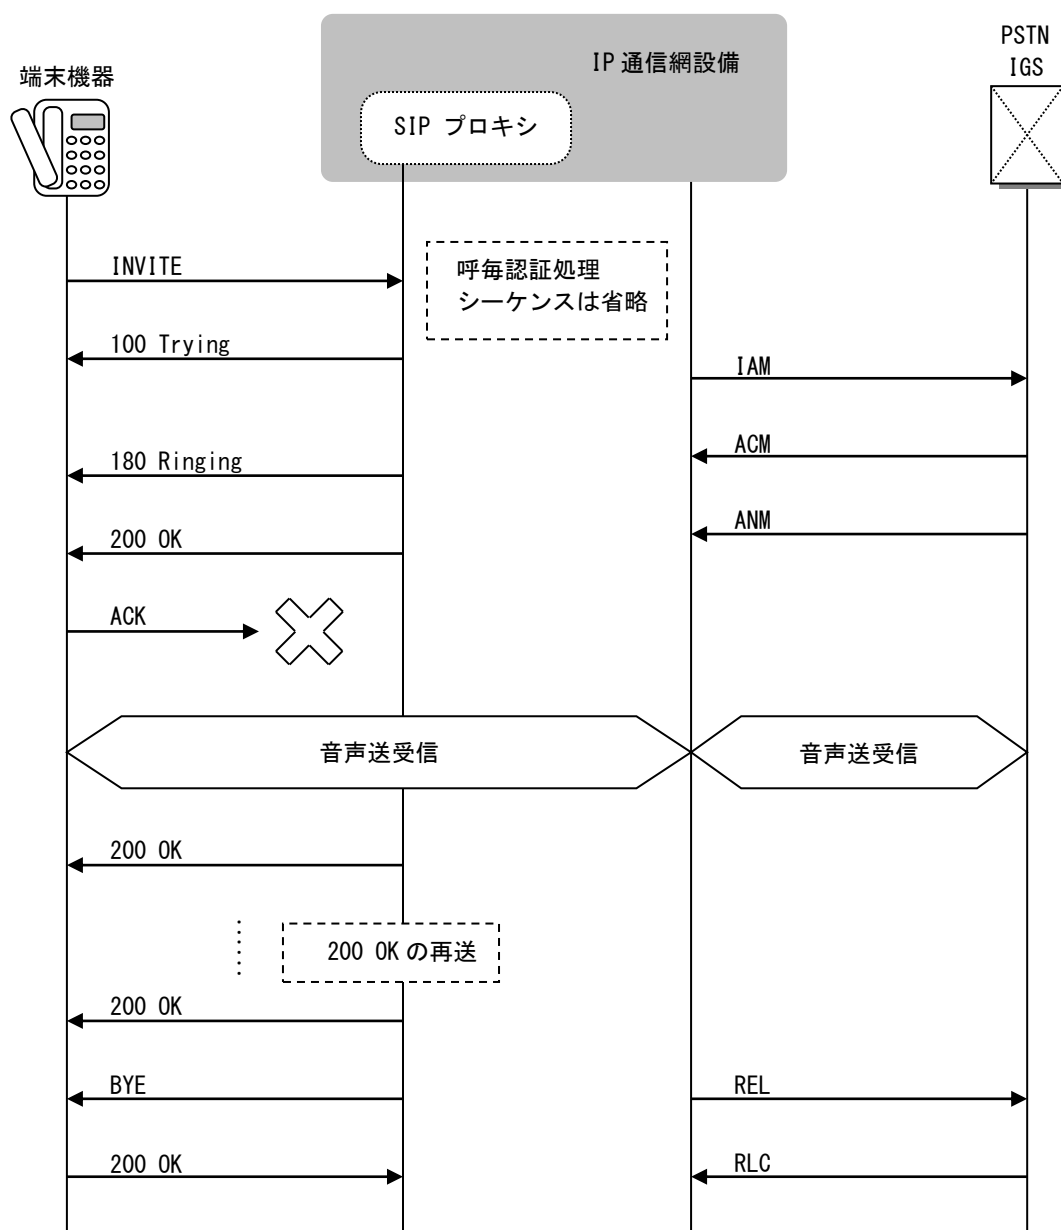 PSTN
IGS
IP 通信網設備
端末機器
SIP プロキシ
INVITE
呼毎認証処理
シーケンスは省略
100 Trying
IAM
ACM
180 Ringing
ANM
200 OK
ACK
音声送受信
音声送受信
200 OK
200 OK の再送
200 OK
BYE
REL
200 OK
RLC